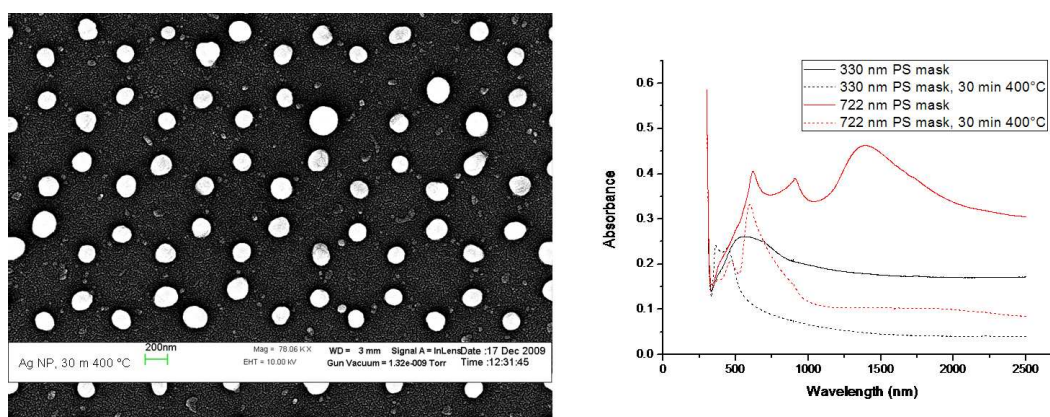 Ag NP, 30 m 400 °C
200nm
Mag = 78.06 K X
EHT = 10.00 kV
WD = 3 mm
Signal A = InLens
Date :17 Dec 2009
Gun Vacuum = 1.32e-009 Torr
Time :12:31:45
330 nm PS mask
330 nm PS mask, 30 min 400°C
722 nm PS mask
722 nm PS mask, 30 min 400°C
Absorbance
0.6
0.5
0.4
0.3
0.2
0.1
0.0
0
500
1000
1500
2000
2500
Wavelength (nm)